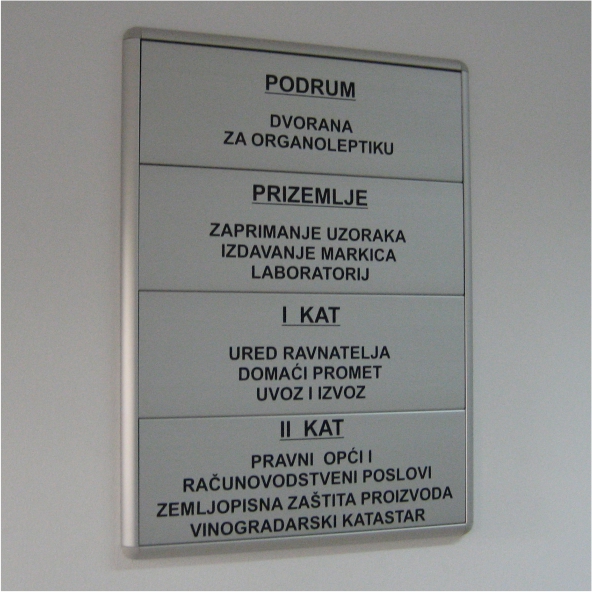 PODRUM
DVORANA
ZA ORGANOLEPTIKU
PRIZEMLJE
ZAPRIMANJE UZORAKA
IZDAVANJE MARKICA
LABORATORIJ
I KAT
URED RAVNATELJA
DOMAĆI PROMET
UVOZ I IZVOZ
II KAT
PRAVNI OPĆI I
RAČUNOVODSTVENI POSLOVI
ZEMLJOPISNA ZAŠTITA PROIZVODA
VINOGRADARSKI KATASTAR